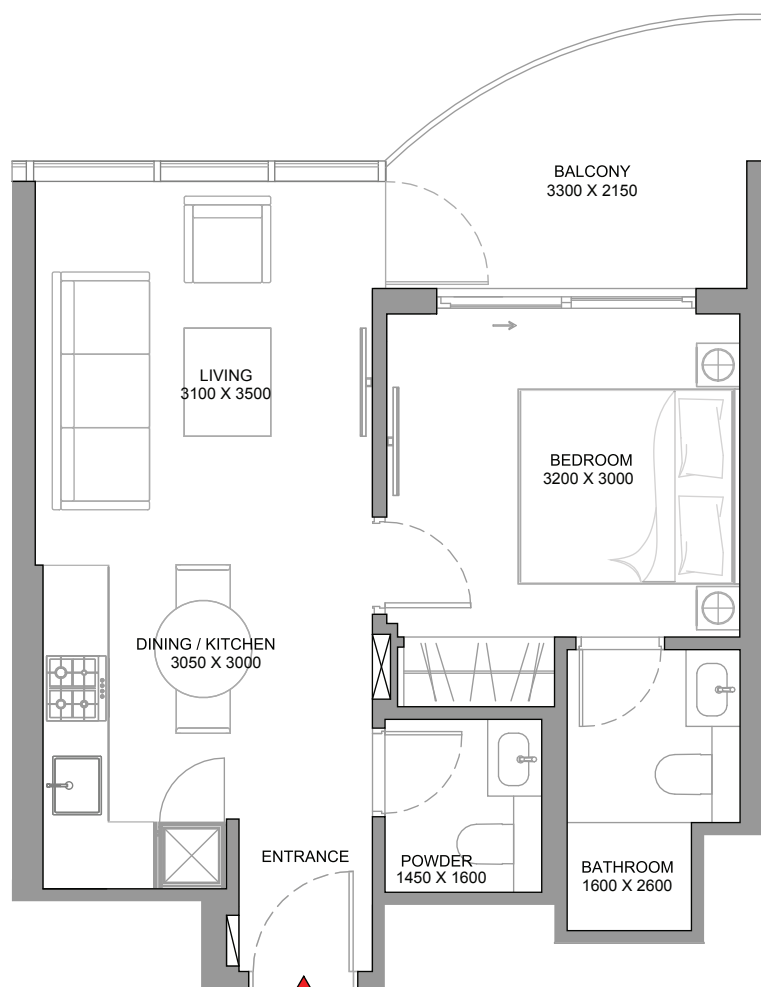 BALCONY
3300 X 2150
LIVING
3100 X 3500
BEDROOM
3200 X 3000
DINING / KITCHEN
3050 X 3000
ENTRANCE
POWDER
1450 X 1600
BATHROOM
1600 X 2600